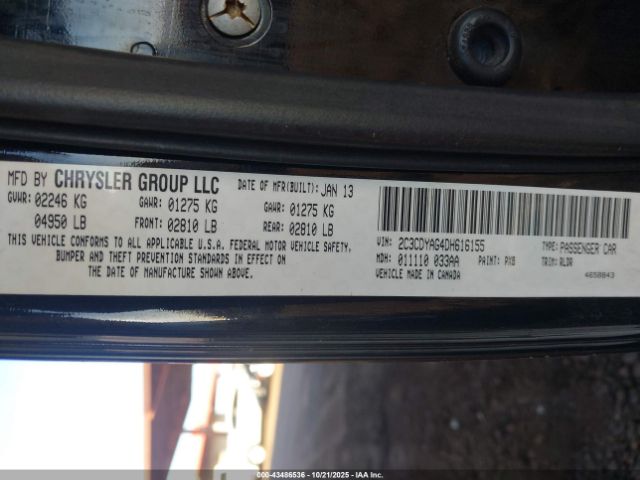 MFD BY CHRYSLER GROUP LLC DATE OF MFR(BUILT): JAN 13
GVWR: 02246 KG GAWR: 01275 KG GAWR: 01275 KG
04950 LB FRONT: 02810 LB REAR: 02810 LB
THIS VEHICLE CONFORMS TO ALL APPLICABLE U.S.A. FEDERAL MOTOR VEHICLE SAFETY,
BUMPER AND THEFT PREVENTION STANDARDS IN EFFECT ON
THE DATE OF MANUFACTURE SHOWN ABOVE.
VIN: 2C3CDYAG4DH616155 TYPE: PASSENGER CAR
MDH: 011110 033AA PAINT: PX8 TRIM: RLDR
VEHICLE MADE IN CANADA 4658843
000-43486536 10/21/2025 - IAA Inc.